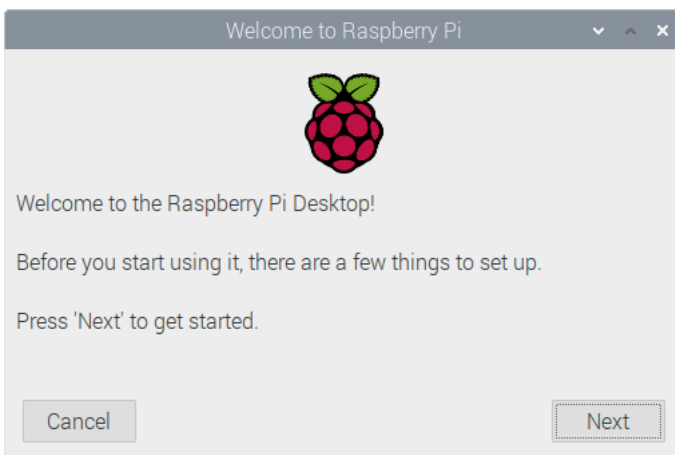 Welcome to Raspberry Pi
Welcome to the Raspberry Pi Desktop!
Before you start using it, there are a few things to set up.
Press 'Next' to get started.
Cancel
Next